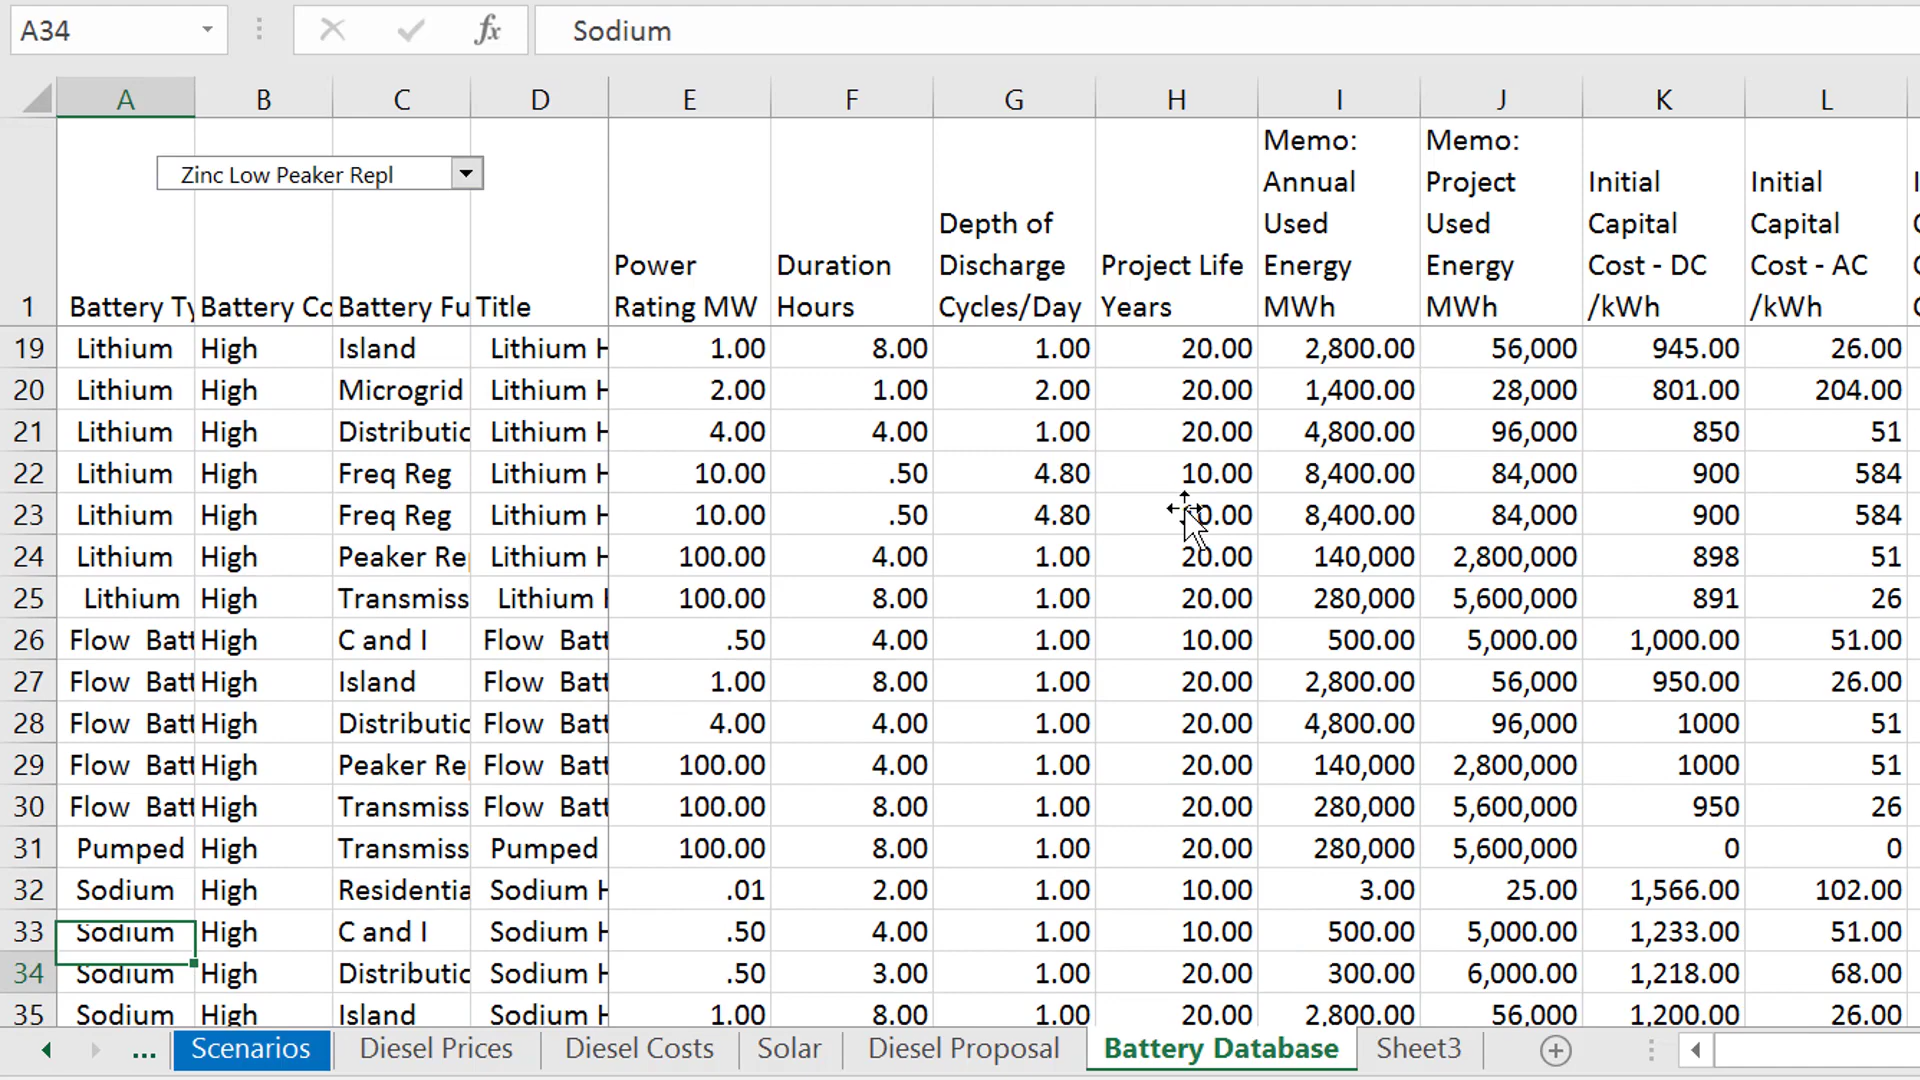 A34 fx Sodium
A B C D E F G H I J K L
Zinc Low Peaker Repl
1 Battery Ty Battery Co Battery Fu Title Power Rating MW Duration Hours Depth of Discharge Cycles/Day Project Life Years Memo: Annual Used Energy MWh Memo: Project Used Energy MWh Initial Capital Cost - DC /kWh Initial Capital Cost - AC /kWh
19 Lithium High Island Lithium H 1.00 8.00 1.00 20.00 2,800.00 56,000 945.00 26.00
20 Lithium High Microgrid Lithium H 2.00 1.00 2.00 20.00 1,400.00 28,000 801.00 204.00
21 Lithium High Distributic Lithium H 4.00 4.00 1.00 20.00 4,800.00 96,000 850 51
22 Lithium High Freq Reg Lithium H 10.00 .50 4.80 10.00 8,400.00 84,000 900 584
23 Lithium High Freq Reg Lithium H 10.00 .50 4.80 0.00 8,400.00 84,000 900 584
24 Lithium High Peaker Re Lithium H 100.00 4.00 1.00 20.00 140,000 2,800,000 898 51
25 Lithium High Transmiss Lithium H 100.00 8.00 1.00 20.00 280,000 5,600,000 891 26
26 Flow Batt High C and I Flow Batt .50 4.00 1.00 10.00 500.00 5,000.00 1,000.00 51.00
27 Flow Batt High Island Flow Batt 1.00 8.00 1.00 20.00 2,800.00 56,000 950.00 26.00
28 Flow Batt High Distributic Flow Batt 4.00 4.00 1.00 20.00 4,800.00 96,000 1000 51
29 Flow Batt High Peaker Re Flow Batt 100.00 4.00 1.00 20.00 140,000 2,800,000 1000 51
30 Flow Batt High Transmiss Flow Batt 100.00 8.00 1.00 20.00 280,000 5,600,000 950 26
31 Pumped High Transmiss Pumped 100.00 8.00 1.00 20.00 280,000 5,600,000 0 0
32 Sodium High Residentia Sodium H .01 2.00 1.00 10.00 3.00 25.00 1,566.00 102.00
33 Sodium High C and I Sodium H .50 4.00 1.00 10.00 500.00 5,000.00 1,233.00 51.00
34 Sodium High Distributic Sodium H .50 3.00 1.00 20.00 300.00 6,000.00 1,218.00 68.00
35 Sodium High Island Sodium H 1.00 8.00 1.00 20.00 2,800.00 56,000 1,200.00 26.00
... Scenarios Diesel Prices Diesel Costs Solar Diesel Proposal Battery Database Sheet3